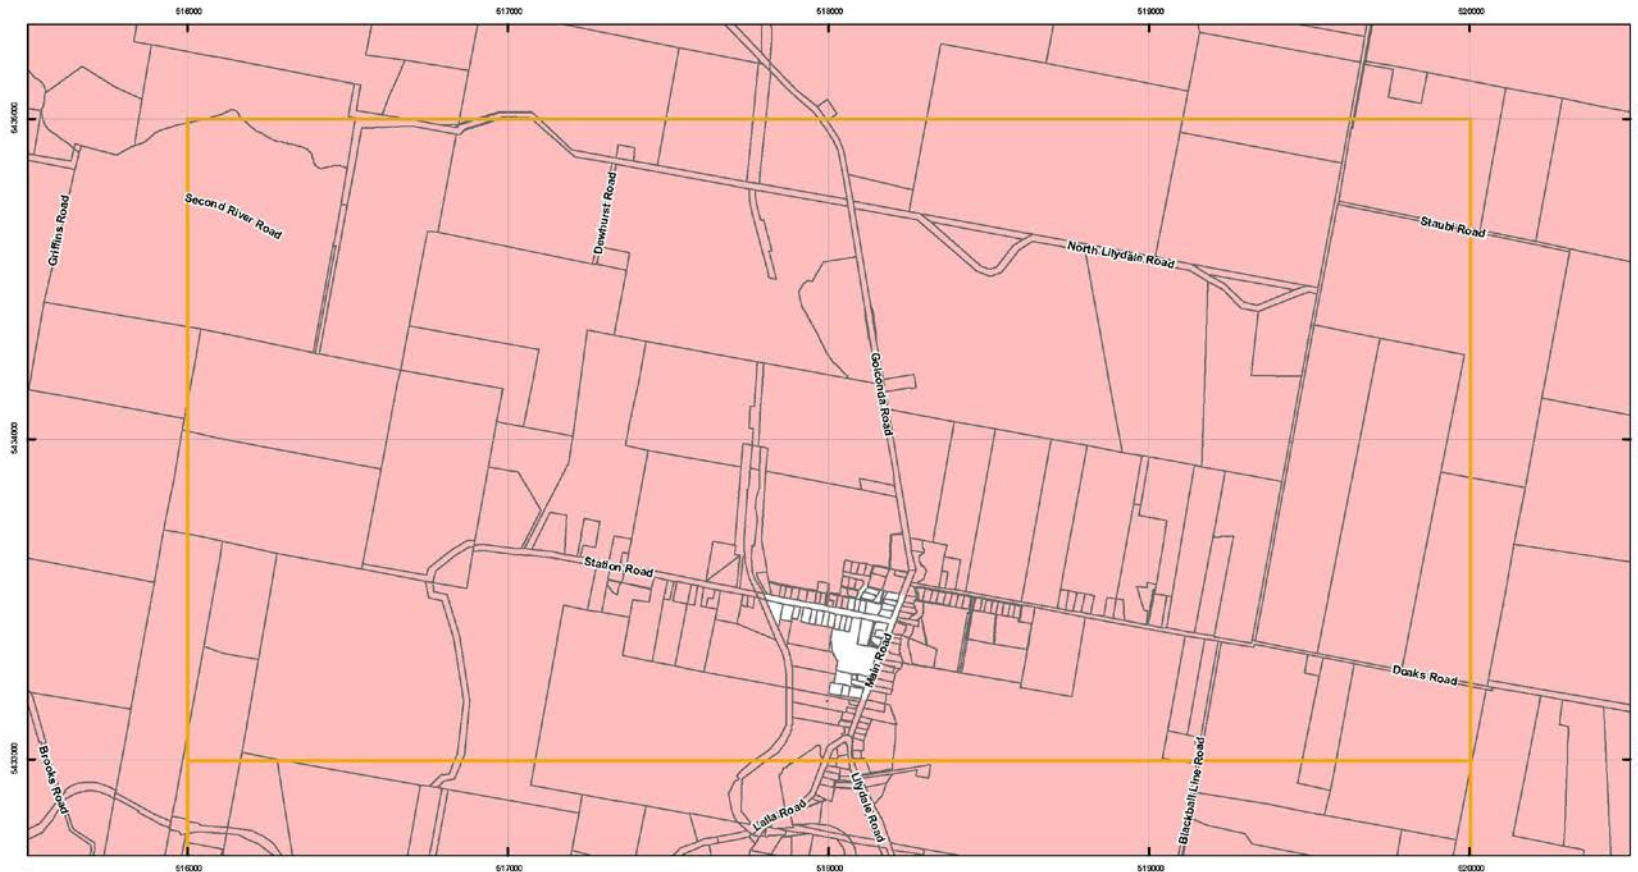 516000
517000
518000
519000
520000
5435000
5434000
5433000
Griffins Road
Second River Road
Dewhurst Road
North Lilydale Road
Staubi Road
Golconda Road
Station Road
Main Road
Doaks Road
Brooks Road
Lalla Road
Lilydale Road
Blackball Line Road
516000
517000
518000
519000
520000